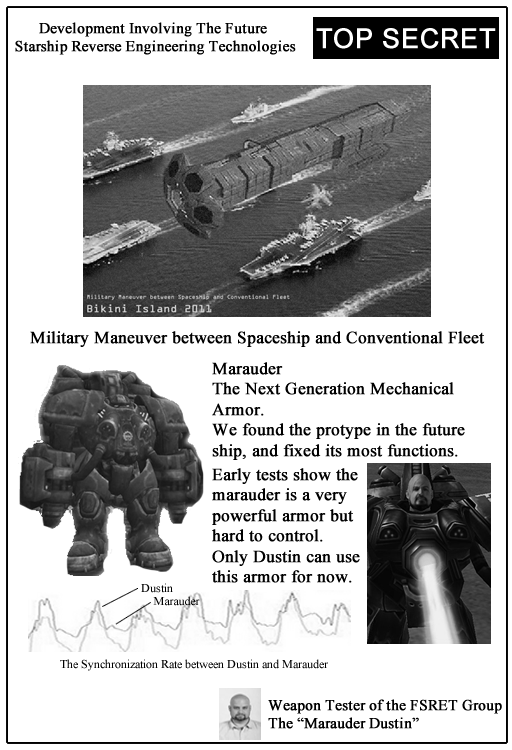 Development Involving The Future
Starship Reverse Engineering Technologies
TOP SECRET
Military Maneuver between Spaceship and Conventional Fleet
Bikini Island 2011
Military Maneuver between Spaceship and Conventional Fleet
Marauder
The Next Generation Mechanical
Armor.
We found the protype in the future
ship, and fixed its most functions.
Early tests show the
marauder is a very
powerful armor but
hard to control.
Only Dustin can use
this armor for now.
Dustin
Marauder
The Synchronization Rate between Dustin and Marauder
Weapon Tester of the FSRET Group
The “Marauder Dustin”